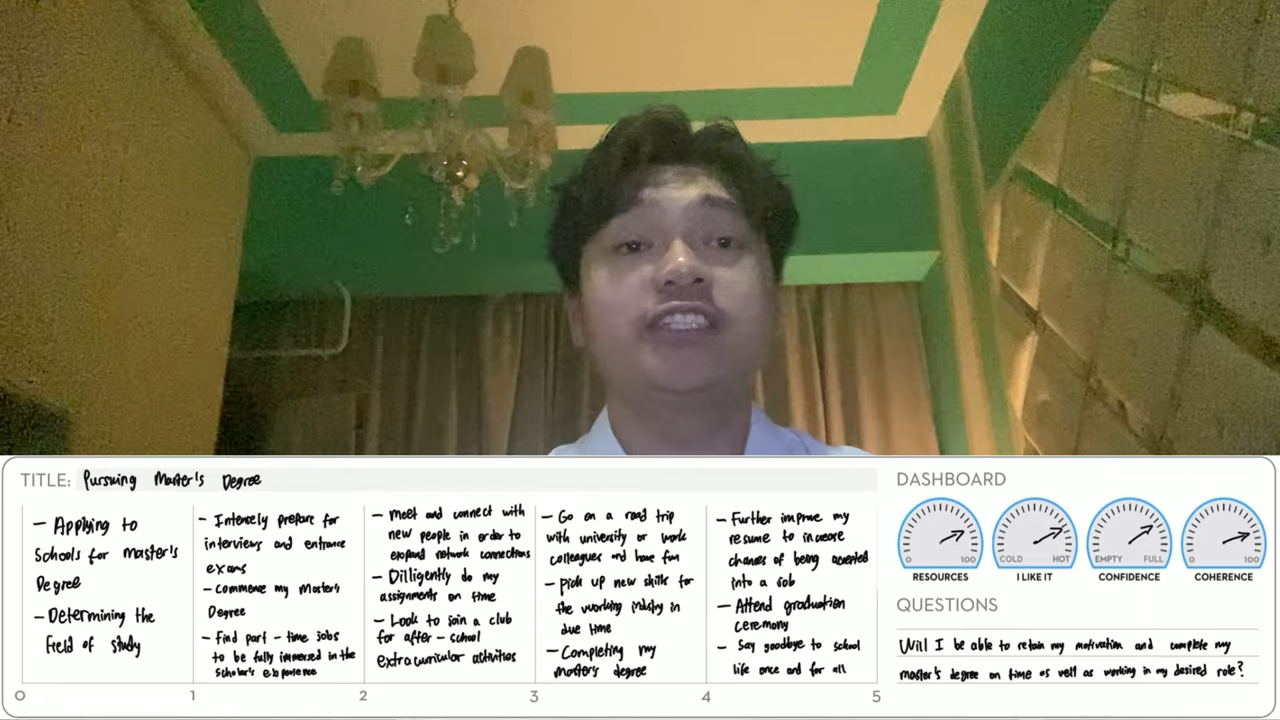 TITLE: Pursuing Master's Degree
- Applying to
Schools for Master's
Degree
- Determining the
Field of study
- Intensely prepare for
interviews and entrance
exams
- Commence my Master's
Degree
- Find part-time jobs
to be fully immersed in the
Scholar's experience
- Meet and connect with
new people in order to
expand network connections
- Dilligently do my
assignments on time
- Look to join a club
for after-school
extracurricular activities
- Go on a road trip
with university or work
colleagues and have fun
- pick up new skills for
the working industry in
due time
- Completing my
master's degree
- Further improve my
resume to increase
chances of being accepted
into a job
- Attend graduation
ceremony
- Say goodbye to school
life once and for all
0 1 2 3 4 5
DASHBOARD
0 100
COLD HOT
EMPTY FULL
0 100
RESOURCES
I LIKE IT
CONFIDENCE
COHERENCE
QUESTIONS
Will I be able to retain my motivation and complete my
master's degree on time as well as working in my desired role?